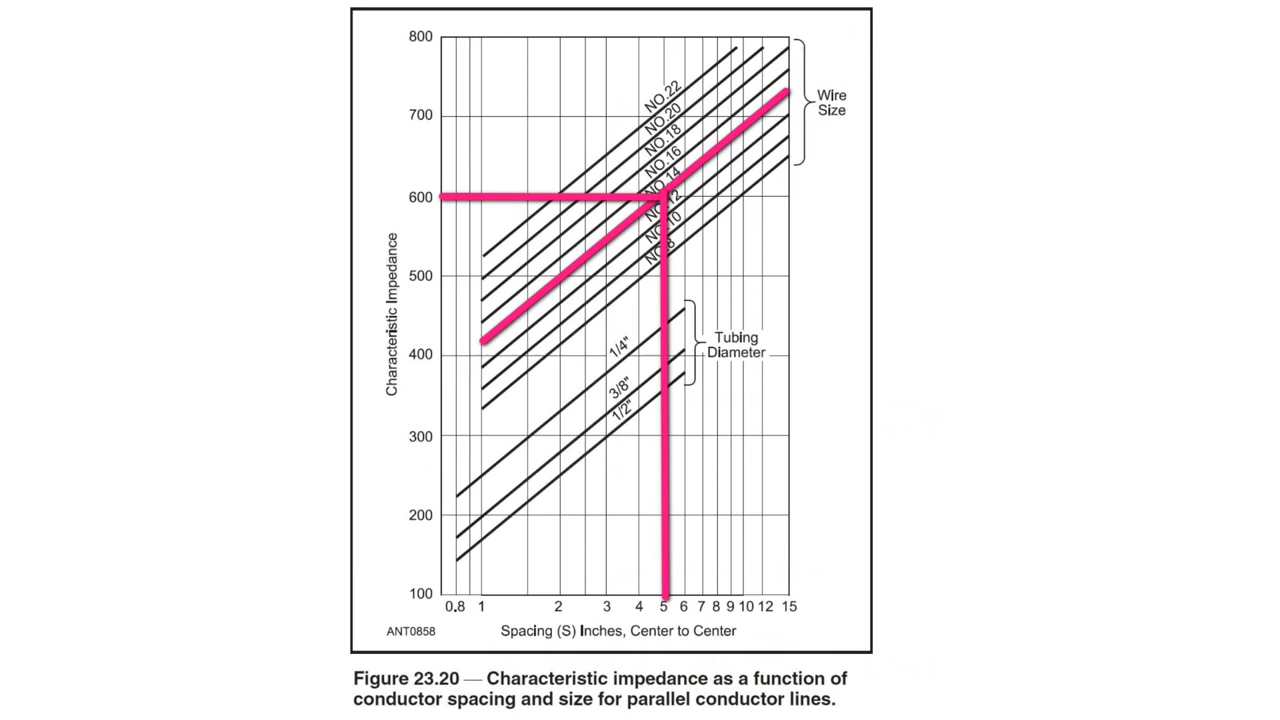 800
700
600
500
400
300
200
100
Characteristic Impedance
NO.22
NO.20
NO.18
NO.16
NO.14
NO.12
NO.10
NO.8
Wire
Size
1/4"
3/8"
1/2"
Tubing
Diameter
0.8 1 2 3 4 5 6 7 8 9 10 12 15
ANT0858
Spacing (S) Inches, Center to Center
Figure 23.20 — Characteristic impedance as a function of
conductor spacing and size for parallel conductor lines.